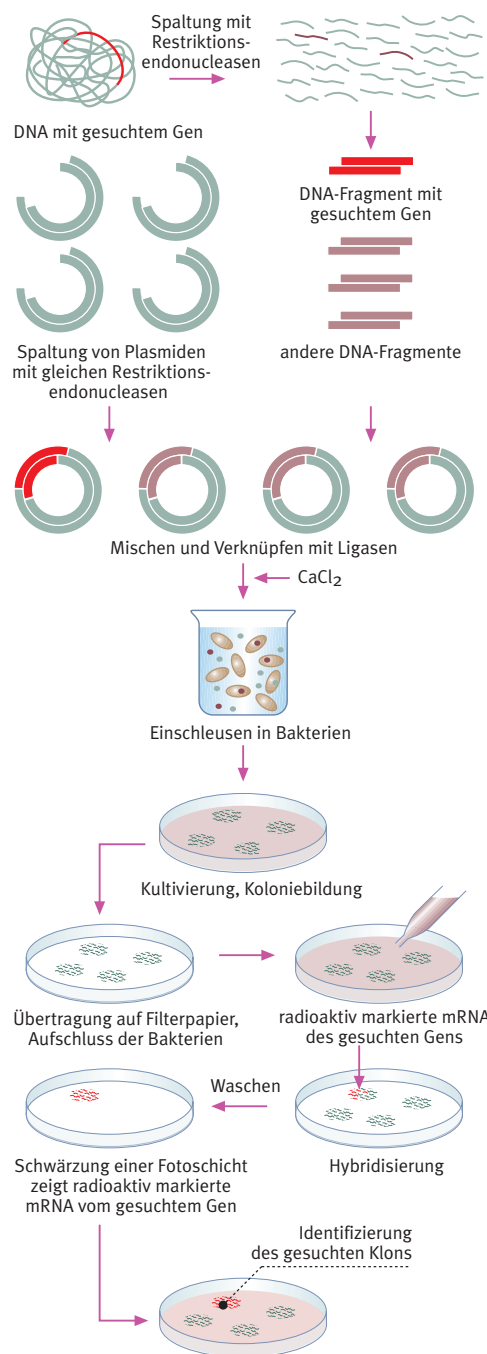 Spaltung mit
Restriktions-
endonucleasen
DNA mit gesuchtem Gen
DNA-Fragment mit
gesuchtem Gen
Spaltung von Plasmiden
mit gleichen Restriktions-
endonucleasen
andere DNA-Fragmente
Mischen und Verknüpfen mit Ligasen
CaCl₂
Einschleusen in Bakterien
Kultivierung, Koloniebildung
Übertragung auf Filterpapier,
Aufschluss der Bakterien
radioaktiv markierte mRNA
des gesuchten Gens
Waschen
Schwärzung einer Fotoschicht
zeigt radioaktiv markierte
mRNA vom gesuchtem Gen
Hybridisierung
Identifizierung
des gesuchten Klons